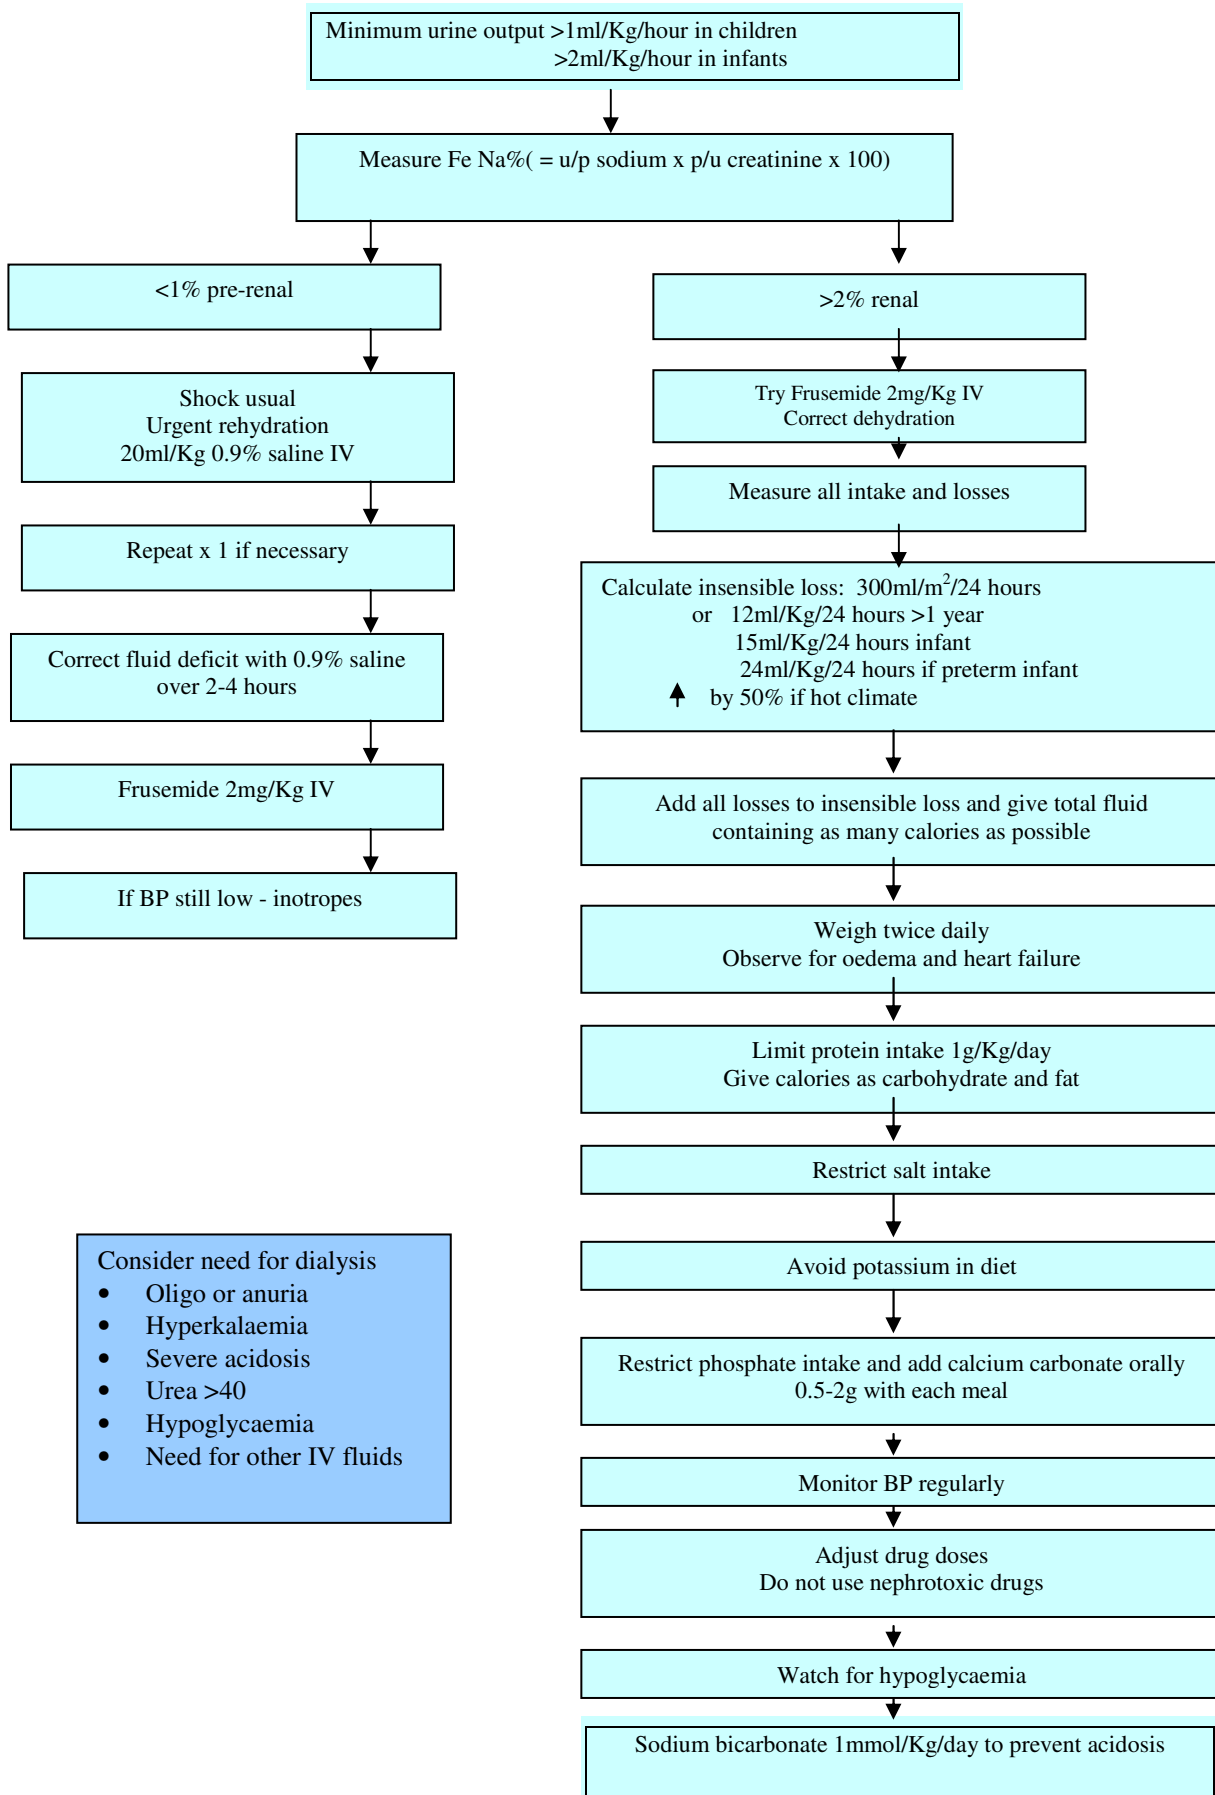 Minimum urine output >1ml/Kg/hour in children
>2ml/Kg/hour in infants
Measure Fe Na%( = u/p sodium x p/u creatinine x 100)
<1% pre-renal
Shock usual
Urgent rehydration
20ml/Kg 0.9% saline IV
Repeat x 1 if necessary
Correct fluid deficit with 0.9% saline
over 2-4 hours
Frusemide 2mg/Kg IV
If BP still low - inotropes
>2% renal
Try Frusemide 2mg/Kg IV
Correct dehydration
Measure all intake and losses
Calculate insensible loss: 300ml/m²/24 hours
or 12ml/Kg/24 hours >1 year
15ml/Kg/24 hours infant
24ml/Kg/24 hours if preterm infant
by 50% if hot climate
Add all losses to insensible loss and give total fluid
containing as many calories as possible
Weigh twice daily
Observe for oedema and heart failure
Limit protein intake 1g/Kg/day
Give calories as carbohydrate and fat
Restrict salt intake
Avoid potassium in diet
Restrict phosphate intake and add calcium carbonate orally
0.5-2g with each meal
Monitor BP regularly
Adjust drug doses
Do not use nephrotoxic drugs
Watch for hypoglycaemia
Sodium bicarbonate 1mmol/Kg/day to prevent acidosis
Consider need for dialysis
• Oligo or anuria
• Hyperkalaemia
• Severe acidosis
• Urea >40
• Hypoglycaemia
• Need for other IV fluids